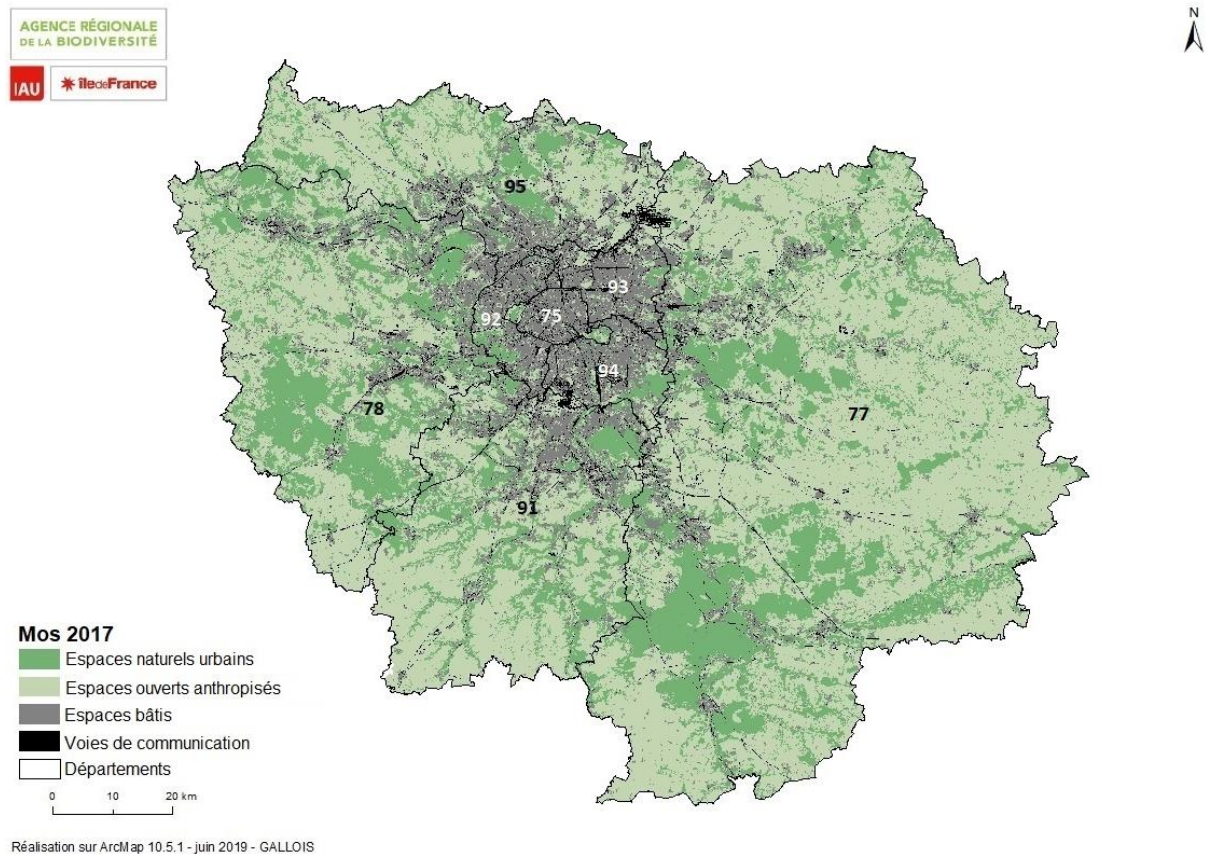 AGENCE RÉGIONALE
DE LA BIODIVERSITÉ
IAU
îledeFrance
N
95
93
92
75
94
78
77
91
Mos 2017
Espaces naturels urbains
Espaces ouverts anthropisés
Espaces bâtis
Voies de communication
Départements
0 10 20 km
Réalisation sur ArcMap 10.5.1 - juin 2019 - GALLOIS